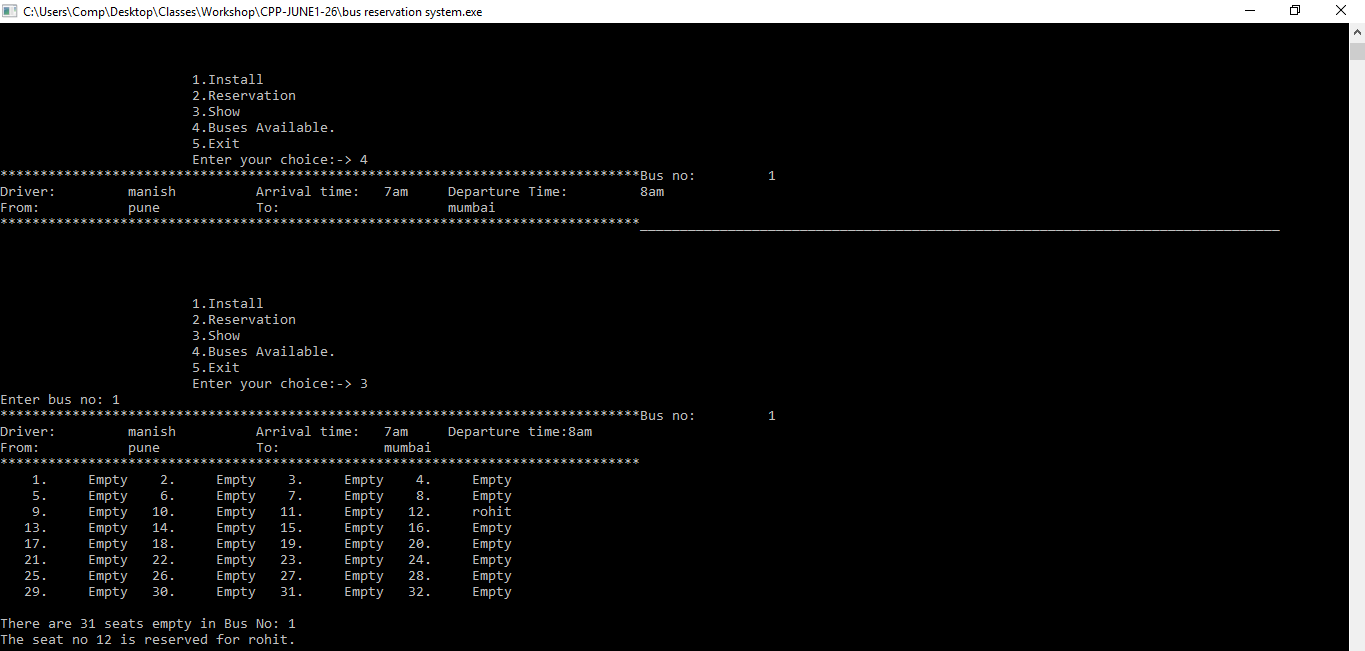 C:\Users\Comp\Desktop\Classes\Workshop\CPP-JUNE1-26\bus reservation system.exe
1.Install
2.Reservation
3.Show
4.Buses Available.
5.Exit
Enter your choice:-> 4
********************************************************************************Bus no: 1
Driver: manish Arrival time: 7am Departure Time: 8am
From: pune To: mumbai
********************************************************************************________________________________________________________________________________
1.Install
2.Reservation
3.Show
4.Buses Available.
5.Exit
Enter your choice:-> 3
Enter bus no: 1
********************************************************************************Bus no: 1
Driver: manish Arrival time: 7am Departure time:8am
From: pune To: mumbai
********************************************************************************
1. Empty 2. Empty 3. Empty 4. Empty
5. Empty 6. Empty 7. Empty 8. Empty
9. Empty 10. Empty 11. Empty 12. rohit
13. Empty 14. Empty 15. Empty 16. Empty
17. Empty 18. Empty 19. Empty 20. Empty
21. Empty 22. Empty 23. Empty 24. Empty
25. Empty 26. Empty 27. Empty 28. Empty
29. Empty 30. Empty 31. Empty 32. Empty
There are 31 seats empty in Bus No: 1
The seat no 12 is reserved for rohit.